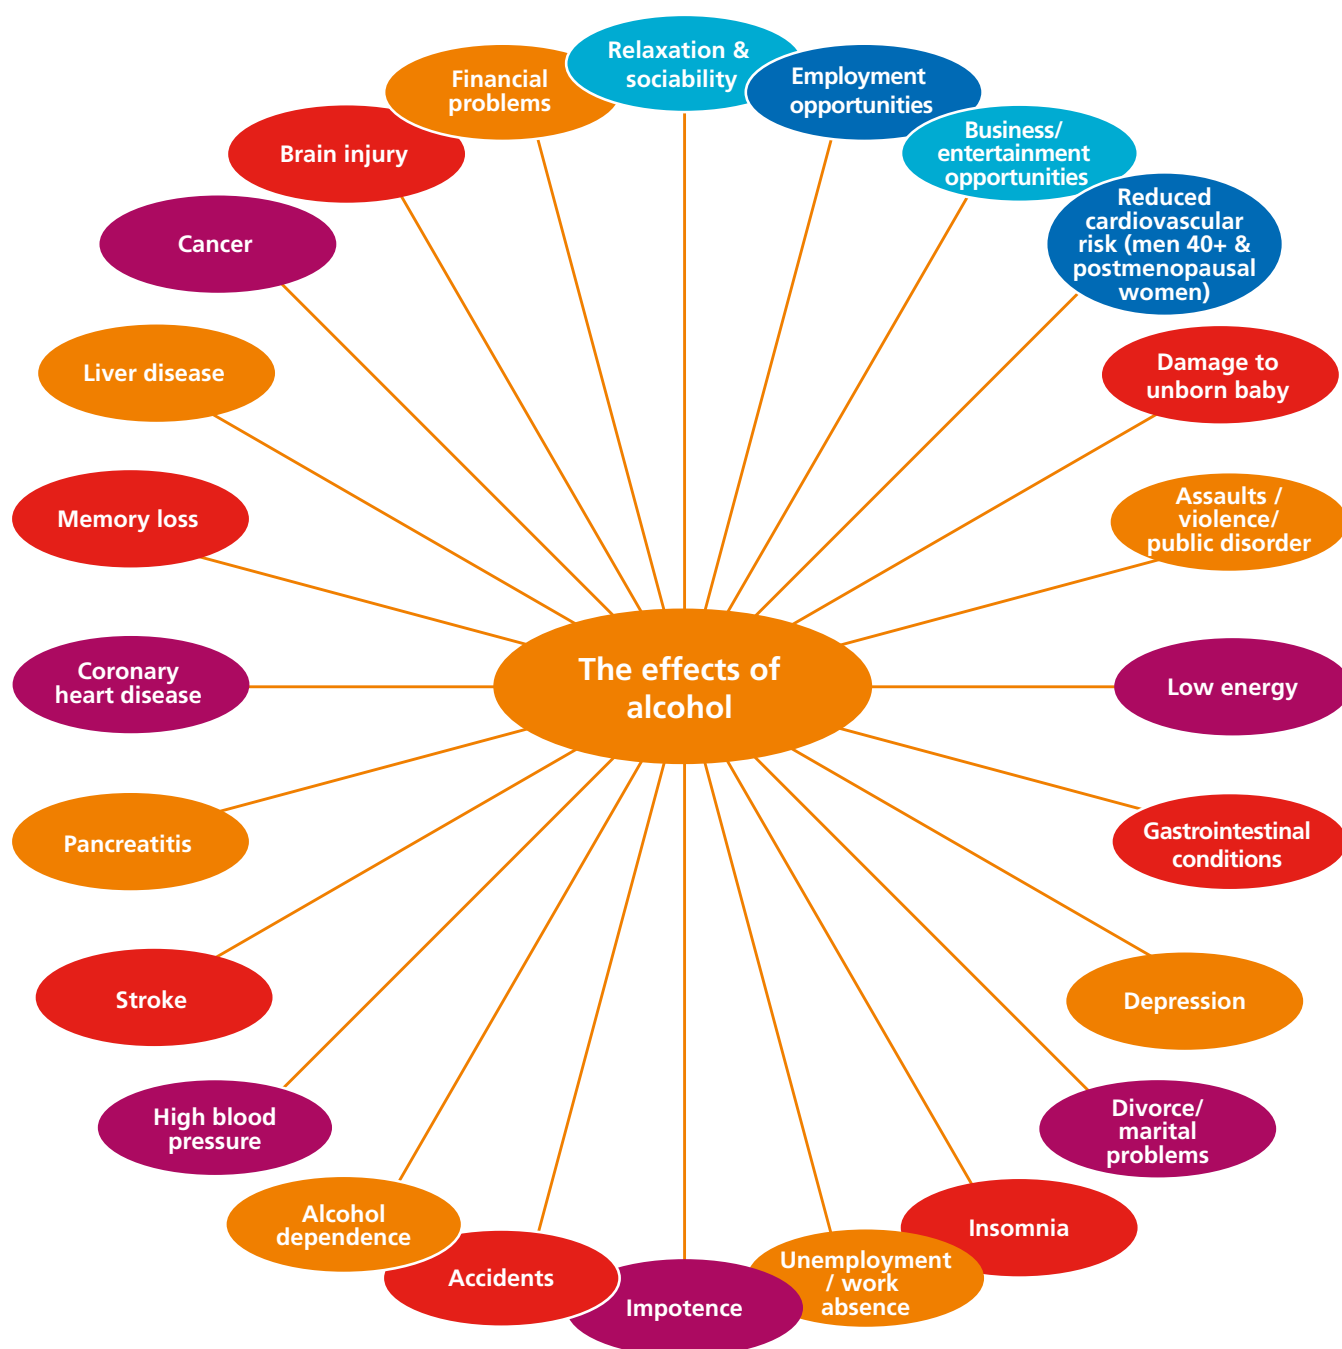 Relaxation &
sociability
Employment
opportunities
Business/
entertainment
opportunities
Reduced
cardiovascular
risk (men 40+ &
postmenopausal
women)
Damage to
unborn baby
Assaults /
violence/
public disorder
Low energy
Gastrointestinal
conditions
Depression
Divorce/
marital
problems
Insomnia
Unemployment
/ work
absence
Impotence
Accidents
Alcohol
dependence
High blood
pressure
Stroke
Pancreatitis
Coronary
heart disease
Memory loss
Liver disease
Cancer
Brain injury
Financial
problems
The effects of
alcohol